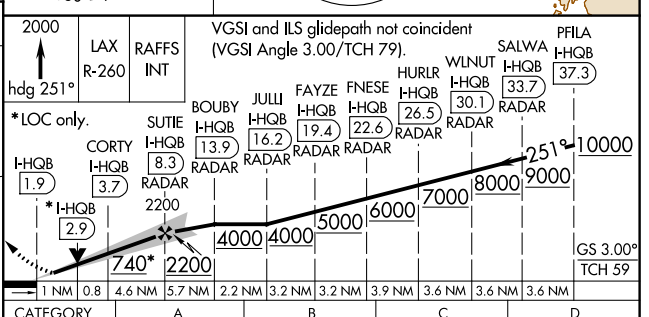 2000
hdg 251°
LAX
R-260
RAFFS
INT
VGSI and ILS glidepath not coincident
(VGSI Angle 3.00/TCH 79).
*LOC only.
I-HQB
1.9
*I-HQB
2.9
CORTY
I-HQB
3.7
SUTIE
I-HQB
8.3
RADAR
2200
BOUBY
I-HQB
13.9
RADAR
JULLI
I-HQB
16.2
RADAR
FAYZE
I-HQB
19.4
RADAR
FNESE
I-HQB
22.6
RADAR
HURLR
I-HQB
26.5
RADAR
WLNUT
I-HQB
30.1
RADAR
SALWA
I-HQB
33.7
RADAR
PFILA
I-HQB
37.3
251°
10000
740*
2200
4000
4000
5000
6000
7000
8000
9000
GS 3.00°
TCH 59
1 NM 0.8 4.6 NM 5.7 NM 2.2 NM 3.2 NM 3.2 NM 3.9 NM 3.6 NM 3.6 NM 3.6 NM
CATEGORY A B C D